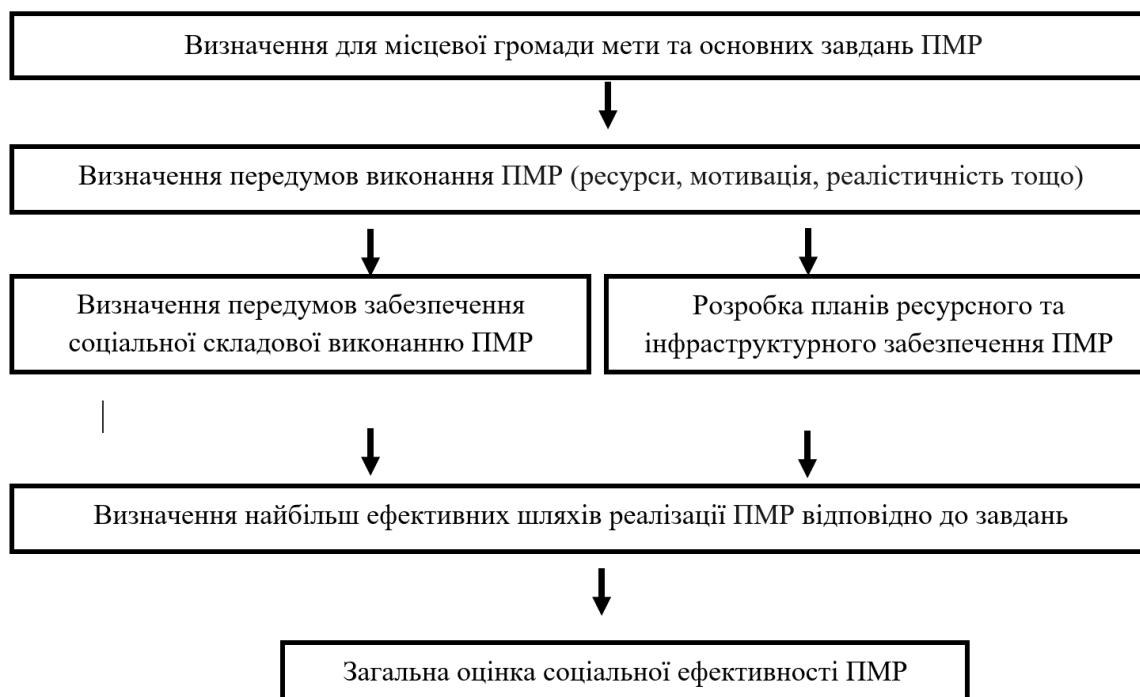 Визначення для місцевої громади мети та основних завдань ПМР
Визначення передумов виконання ПМР (ресурси, мотивація, реалістичність тощо)
Визначення передумов забезпечення
соціальної складової виконанню ПМР
Розробка планів ресурсного та
інфраструктурного забезпечення ПМР
Визначення найбільш ефективних шляхів реалізації ПМР відповідно до завдань
Загальна оцінка соціальної ефективності ПМР